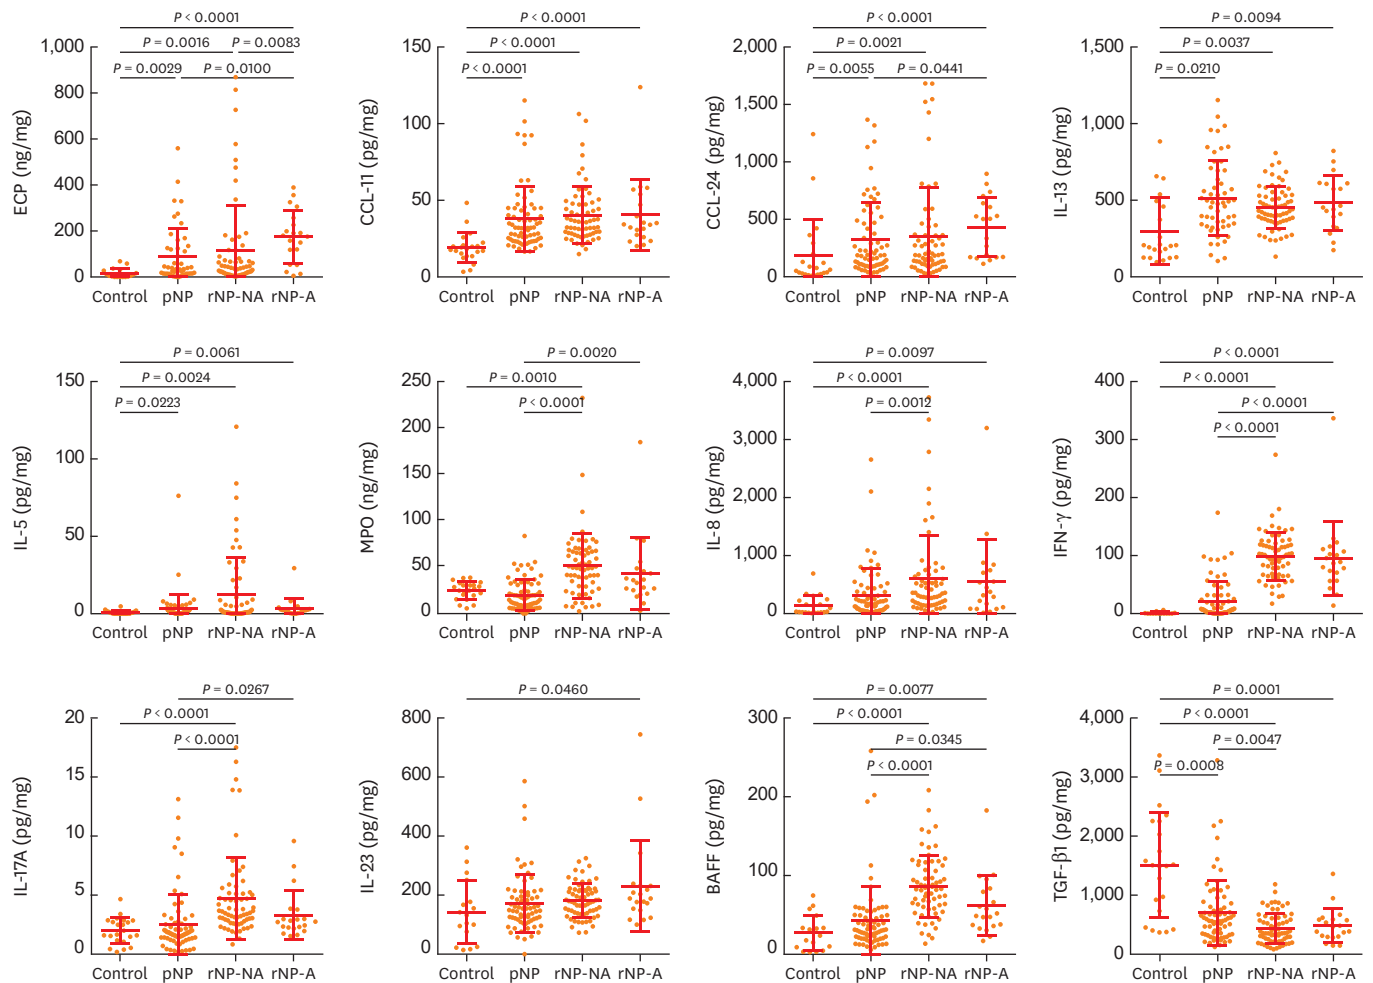 P < 0.0001
P = 0.0016 P = 0.0083
P = 0.0029 P = 0.0100
ECP (ng/mg)
1,000
800
600
400
200
0
Control pNP rNP-NA rNP-A
P < 0.0001
P < 0.0001
P < 0.0001
CCL-11 (pg/mg)
150
100
50
0
Control pNP rNP-NA rNP-A
P < 0.0001
P = 0.0021
P = 0.0055 P = 0.0441
CCL-24 (pg/mg)
2,000
1,500
1,000
500
0
Control pNP rNP-NA rNP-A
P = 0.0094
P = 0.0037
P = 0.0210
IL-13 (pg/mg)
1,500
1,000
500
0
Control pNP rNP-NA rNP-A
P = 0.0061
P = 0.0024
P = 0.0223
IL-5 (pg/mg)
150
100
50
0
Control pNP rNP-NA rNP-A
P = 0.0020
P = 0.0010
P < 0.0001
MPO (ng/mg)
250
200
150
100
50
0
Control pNP rNP-NA rNP-A
P = 0.0097
P < 0.0001
P = 0.0012
IL-8 (pg/mg)
4,000
3,000
2,000
1,000
0
Control pNP rNP-NA rNP-A
P < 0.0001
P < 0.0001
P < 0.0001
P < 0.0001
IFN-γ (pg/mg)
400
300
200
100
0
Control pNP rNP-NA rNP-A
P = 0.0267
P < 0.0001
P < 0.0001
IL-17A (pg/mg)
20
15
10
5
0
Control pNP rNP-NA rNP-A
P = 0.0460
IL-23 (pg/mg)
800
600
400
200
0
Control pNP rNP-NA rNP-A
P = 0.0077
P < 0.0001
P = 0.0345
P < 0.0001
BAFF (pg/mg)
300
200
100
0
Control pNP rNP-NA rNP-A
P = 0.0001
P < 0.0001
P = 0.0047
P = 0.0008
TGF-β1 (pg/mg)
4,000
3,000
2,000
1,000
0
Control pNP rNP-NA rNP-A